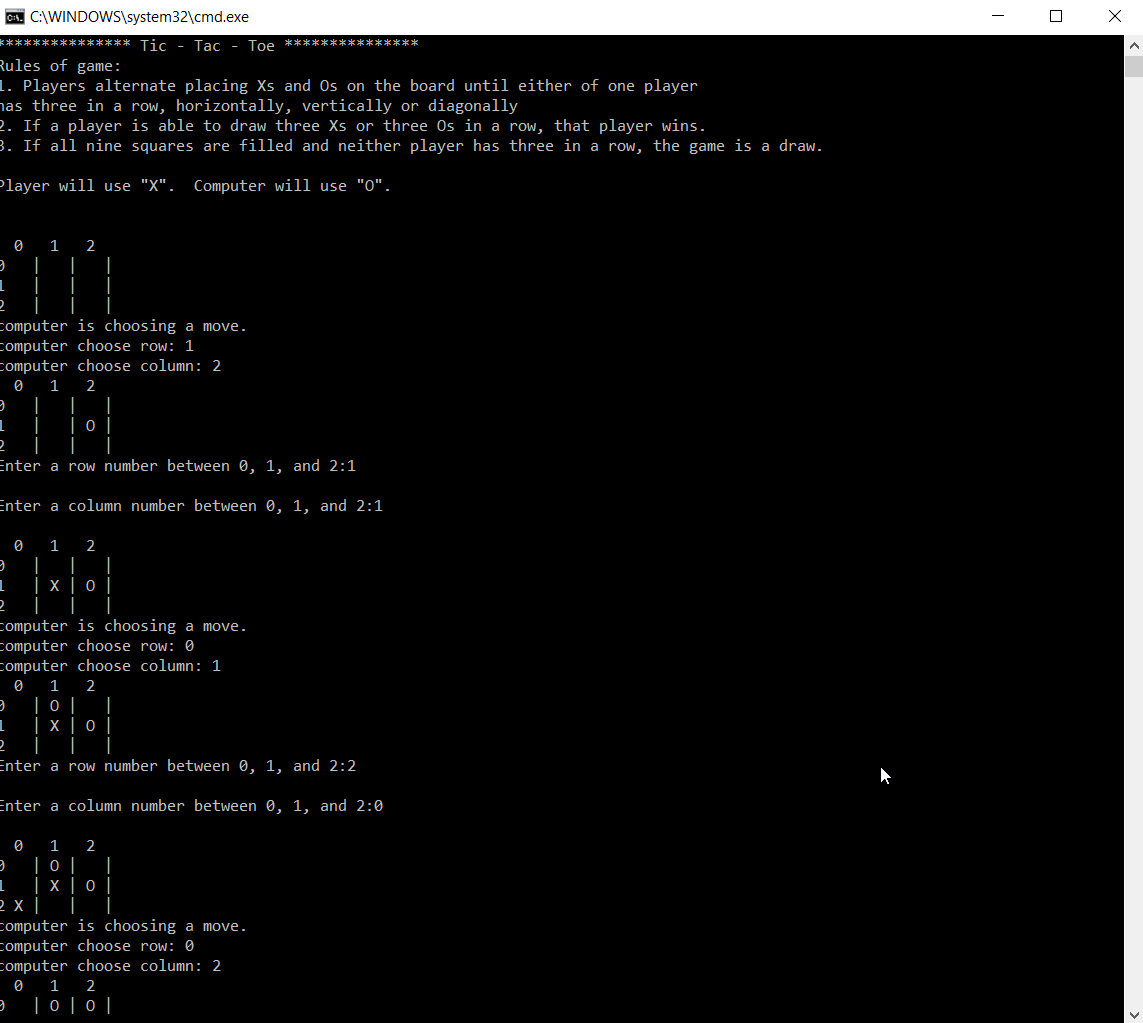 C:\WINDOWS\system32\cmd.exe
*************** Tic - Tac - Toe ***************
Rules of game:
1. Players alternate placing Xs and Os on the board until either of one player
has three in a row, horizontally, vertically or diagonally
2. If a player is able to draw three Xs or three Os in a row, that player wins.
3. If all nine squares are filled and neither player has three in a row, the game is a draw.
Player will use "X".  Computer will use "O".
  0   1   2
0   |   |   |
1   |   |   |
2   |   |   |
computer is choosing a move.
computer choose row: 1
computer choose column: 2
  0   1   2
0   |   |   |
1   |   | O |
2   |   |   |
Enter a row number between 0, 1, and 2:1
Enter a column number between 0, 1, and 2:1
  0   1   2
0   |   |   |
1   | X | O |
2   |   |   |
computer is choosing a move.
computer choose row: 0
computer choose column: 1
  0   1   2
0   | O |   |
1   | X | O |
2   |   |   |
Enter a row number between 0, 1, and 2:2
Enter a column number between 0, 1, and 2:0
  0   1   2
0   | O |   |
1   | X | O |
2 X |   |   |
computer is choosing a move.
computer choose row: 0
computer choose column: 2
  0   1   2
0   | O | O |